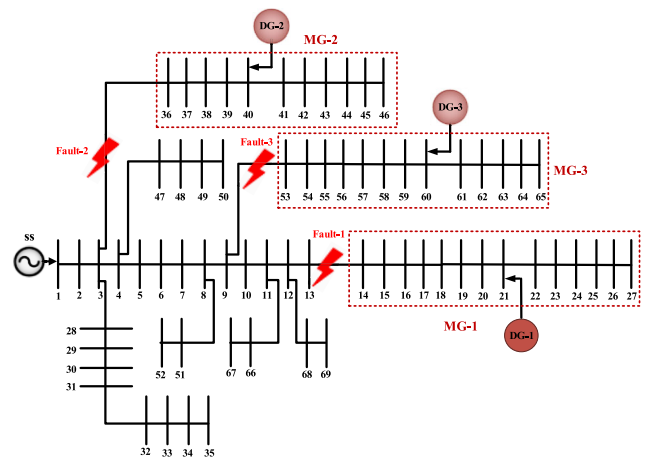 DG-2
MG-2
36 37 38 39 40 41 42 43 44 45 46
DG-3
Fault-2
Fault-3
MG-3
47 48 49 50
53 54 55 56 57 58 59 60 61 62 63 64 65
Fault-1
SS
1 2 3 4 5 6 7 8 9 10 11 12 13
14 15 16 17 18 19 20 21 22 23 24 25 26 27
MG-1
DG-1
28
29
30
31
52 51
67 66
68 69
32 33 34 35